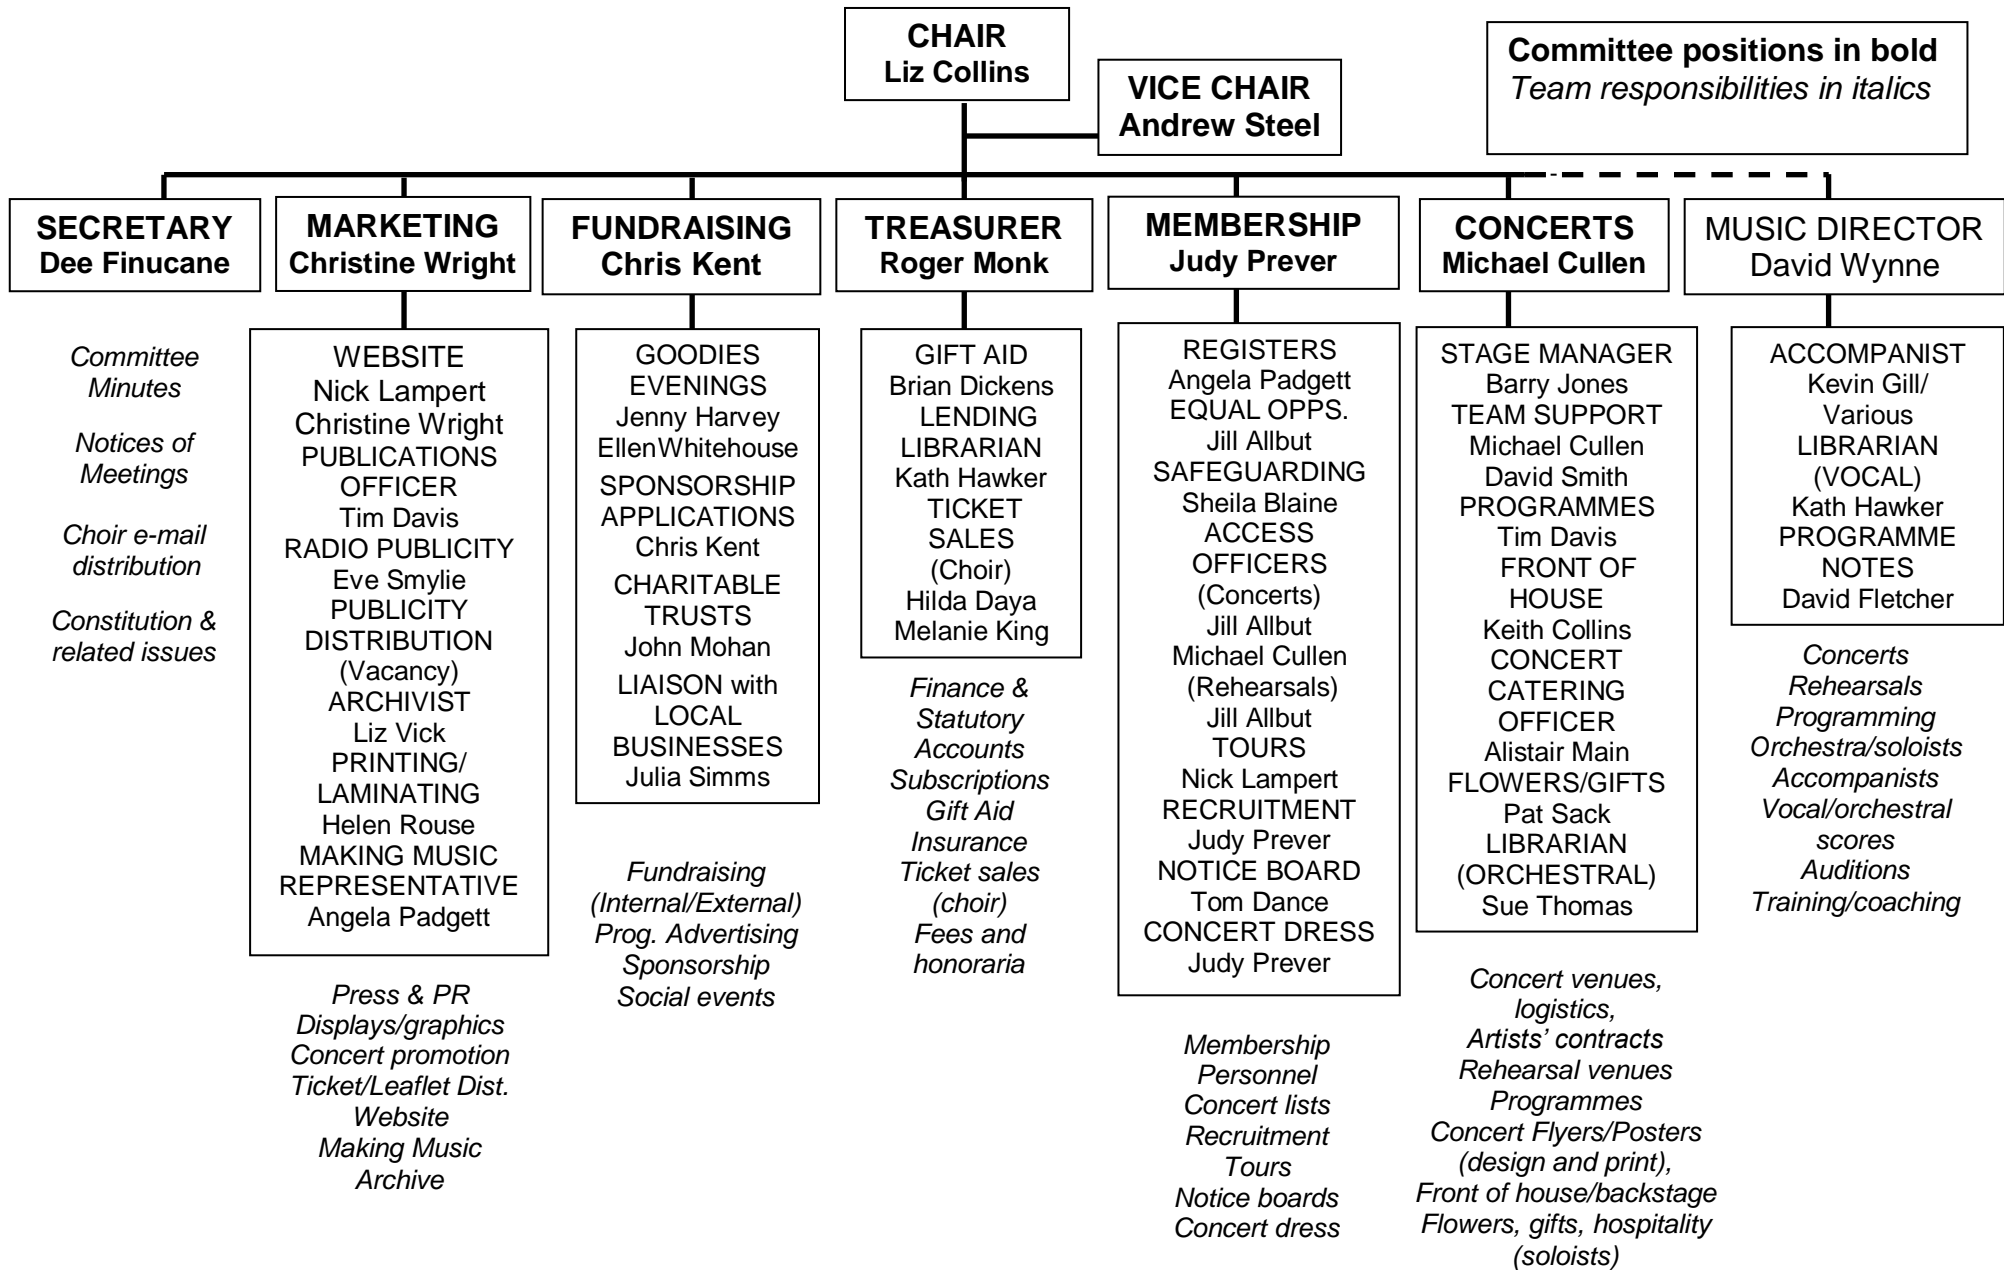 CHAIR
Liz Collins
VICE CHAIR
Andrew Steel
Committee positions in bold
Team responsibilities in italics
SECRETARY
Dee Finucane
MARKETING
Christine Wright
FUNDRAISING
Chris Kent
TREASURER
Roger Monk
MEMBERSHIP
Judy Prever
CONCERTS
Michael Cullen
MUSIC DIRECTOR
David Wynne
Committee
Minutes
Notices of
Meetings
Choir e-mail
distribution
Constitution &
related issues
WEBSITE
Nick Lampert
Christine Wright
PUBLICATIONS
OFFICER
Tim Davis
RADIO PUBLICITY
Eve Smylie
PUBLICITY
DISTRIBUTION
(Vacancy)
ARCHIVIST
Liz Vick
PRINTING/
LAMINATING
Helen Rouse
MAKING MUSIC
REPRESENTATIVE
Angela Padgett
Press & PR
Displays/graphics
Concert promotion
Ticket/Leaflet Dist.
Website
Making Music
Archive
GOODIES
EVENINGS
Jenny Harvey
EllenWhitehouse
SPONSORSHIP
APPLICATIONS
Chris Kent
CHARITABLE
TRUSTS
John Mohan
LIAISON with
LOCAL
BUSINESSES
Julia Simms
Fundraising
(Internal/External)
Prog. Advertising
Sponsorship
Social events
GIFT AID
Brian Dickens
LENDING
LIBRARIAN
Kath Hawker
TICKET
SALES
(Choir)
Hilda Daya
Melanie King
Finance &
Statutory
Accounts
Subscriptions
Gift Aid
Insurance
Ticket sales
(choir)
Fees and
honoraria
REGISTERS
Angela Padgett
EQUAL OPPS.
Jill Allbut
SAFEGUARDING
Sheila Blaine
ACCESS
OFFICERS
(Concerts)
Jill Allbut
Michael Cullen
(Rehearsals)
Jill Allbut
TOURS
Nick Lampert
RECRUITMENT
Judy Prever
NOTICE BOARD
Tom Dance
CONCERT DRESS
Judy Prever
Membership
Personnel
Concert lists
Recruitment
Tours
Notice boards
Concert dress
STAGE MANAGER
Barry Jones
TEAM SUPPORT
Michael Cullen
David Smith
PROGRAMMES
Tim Davis
FRONT OF
HOUSE
Keith Collins
CONCERT
CATERING
OFFICER
Alistair Main
FLOWERS/GIFTS
Pat Sack
LIBRARIAN
(ORCHESTRAL)
Sue Thomas
Concert venues,
logistics,
Artists’ contracts
Rehearsal venues
Programmes
Concert Flyers/Posters
(design and print),
Front of house/backstage
Flowers, gifts, hospitality
(soloists)
ACCOMPANIST
Kevin Gill/
Various
LIBRARIAN
(VOCAL)
Kath Hawker
PROGRAMME
NOTES
David Fletcher
Concerts
Rehearsals
Programming
Orchestra/soloists
Accompanists
Vocal/orchestral
scores
Auditions
Training/coaching